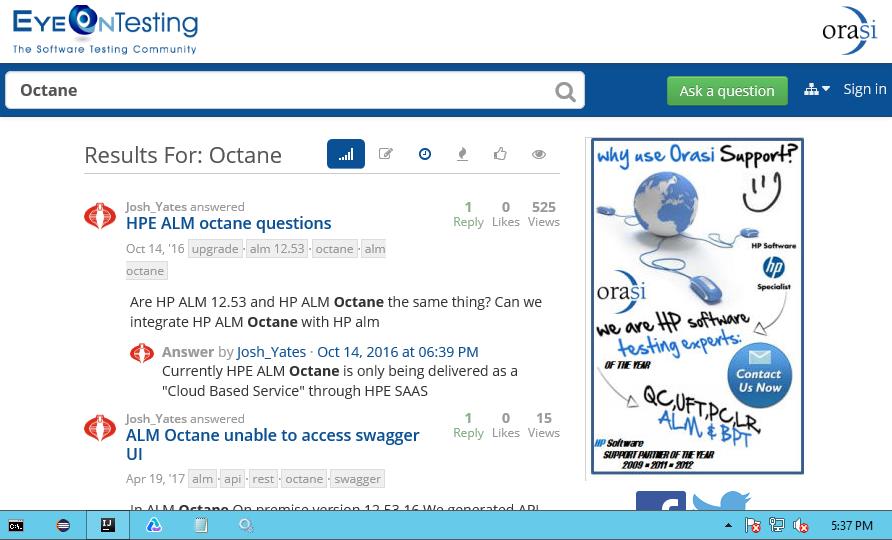 EYEONTESTING
The Software Testing Community
orasi
Octane
Ask a question
Sign in
Results For: Octane
Josh_Yates answered
HPE ALM octane questions
Oct 14, '16 upgrade · alm 12.53 · octane · alm
octane
1 0 525
Reply Likes Views
Are HP ALM 12.53 and HP ALM Octane the same thing? Can we
integrate HP ALM Octane with HP alm
Answer by Josh_Yates · Oct 14, 2016 at 06:39 PM
Currently HPE ALM Octane is only being delivered as a
"Cloud Based Service" through HPE SAAS
Josh_Yates answered
ALM Octane unable to access swagger
UI
Apr 19, '17 alm · api · rest · octane · swagger
1 0 15
Reply Likes Views
In ALM Octane On premise version 12.53.16 We generated API
why use Orasi Support?
HP Software
hp
Specialist
orasi
we are HP software
testing experts:
OF THE YEAR
Contact
Us Now
QC, UFT, PC, LR,
ALM & BPT
HP Software
SUPPORT PARTNER OF THE YEAR
2009 ▪ 2011 ▪ 2012
C:\.
IJ
5:37 PM